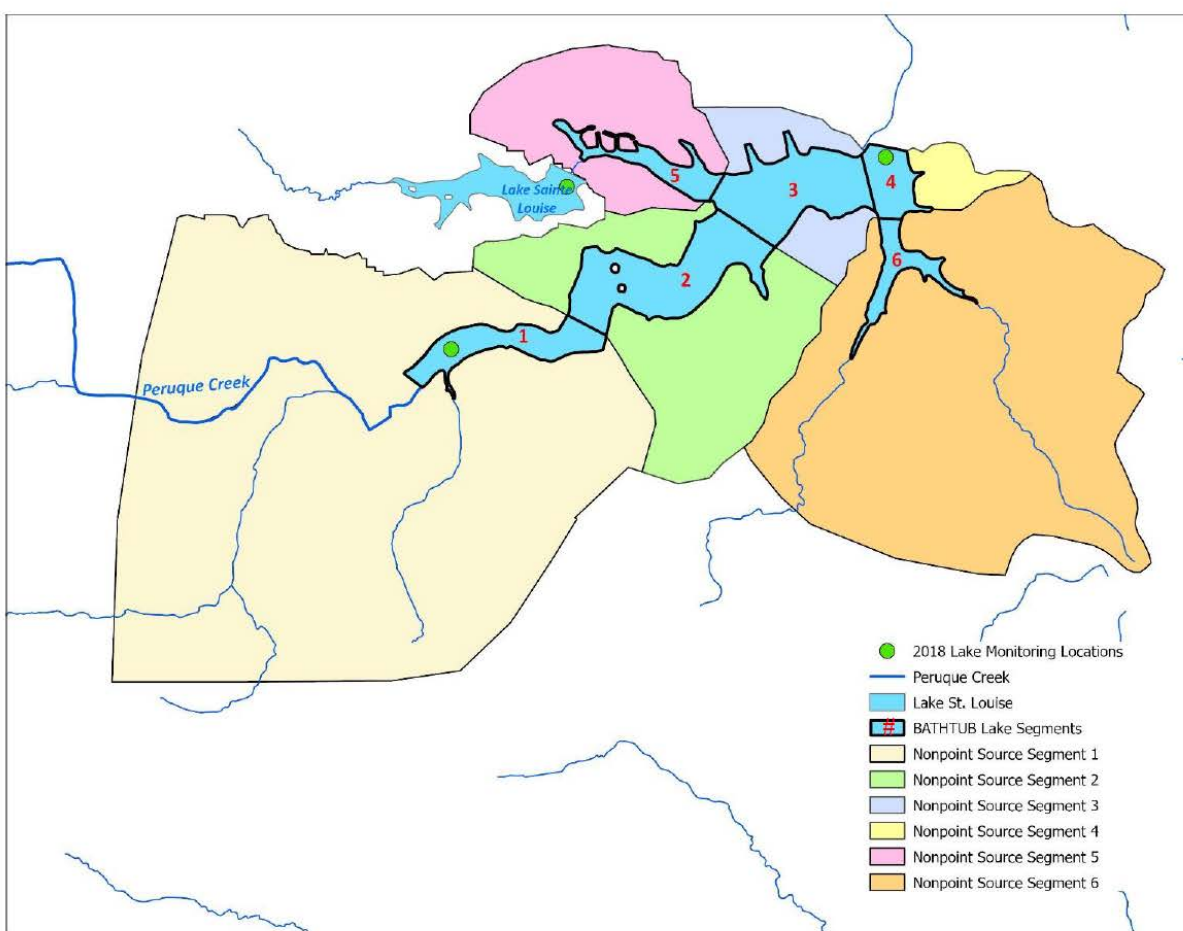 5
3
4
Lake Sainte
Louise
6
2
1
Peruque Creek
2018 Lake Monitoring Locations
Peruque Creek
Lake St. Louise
# BATHTUB Lake Segments
Nonpoint Source Segment 1
Nonpoint Source Segment 2
Nonpoint Source Segment 3
Nonpoint Source Segment 4
Nonpoint Source Segment 5
Nonpoint Source Segment 6